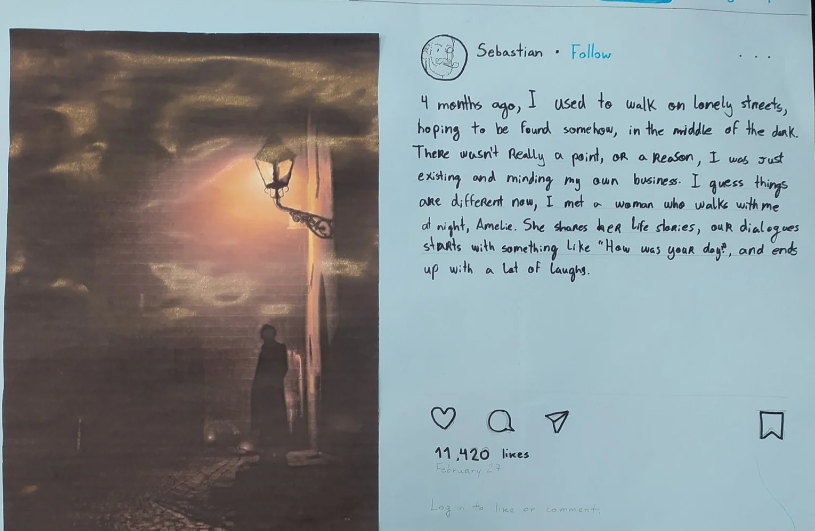 Sebastian • Follow
4 months ago, I used to walk on lonely streets,
hoping to be found somehow, in the middle of the dark.
There wasn't really a point, or a reason, I was just
existing and minding my own business. I guess things
are different now, I met a woman who walks with me
at night, Amelie. She shares her life stories, our dialogues
starts with something like "How was your day?", and ends
up with a lot of laughs.
11,420 likes
February
Log in to like or comment.